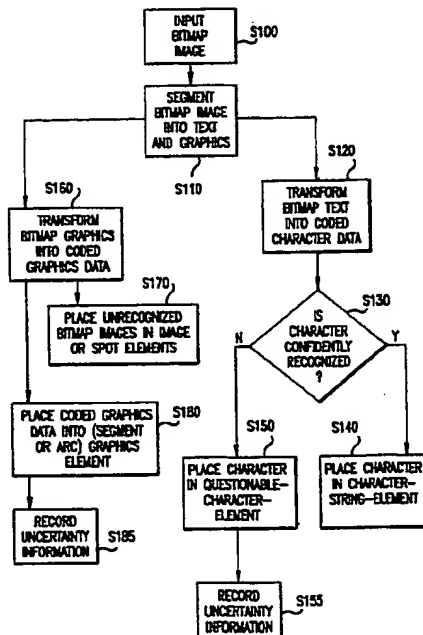 INPUT
BITMAP
IMAGE
S100
SEGMENT
BITMAP IMAGE
INTO TEXT
AND GRAPHICS
S110
S160
TRANSFORM
BITMAP GRAPHICS
INTO CODED
GRAPHICS DATA
S120
TRANSFORM
BITMAP TEXT
INTO CODED
CHARACTER DATA
S170
PLACE UNRECOGNIZED
BITMAP IMAGES IN IMAGE
OR SPOT ELEMENTS
S130
IS
CHARACTER
CONFIDENTLY
RECOGNIZED
?
N
Y
S180
PLACE CODED GRAPHICS
DATA INTO (SEGMENT
OR ARC) GRAPHICS
ELEMENT
S150
PLACE CHARACTER
IN QUESTIONABLE-
CHARACTER-
ELEMENT
S140
PLACE CHARACTER
IN CHARACTER-
STRING-ELEMENT
RECORD
UNCERTAINTY
INFORMATION
S185
S155
RECORD
UNCERTAINTY
INFORMATION